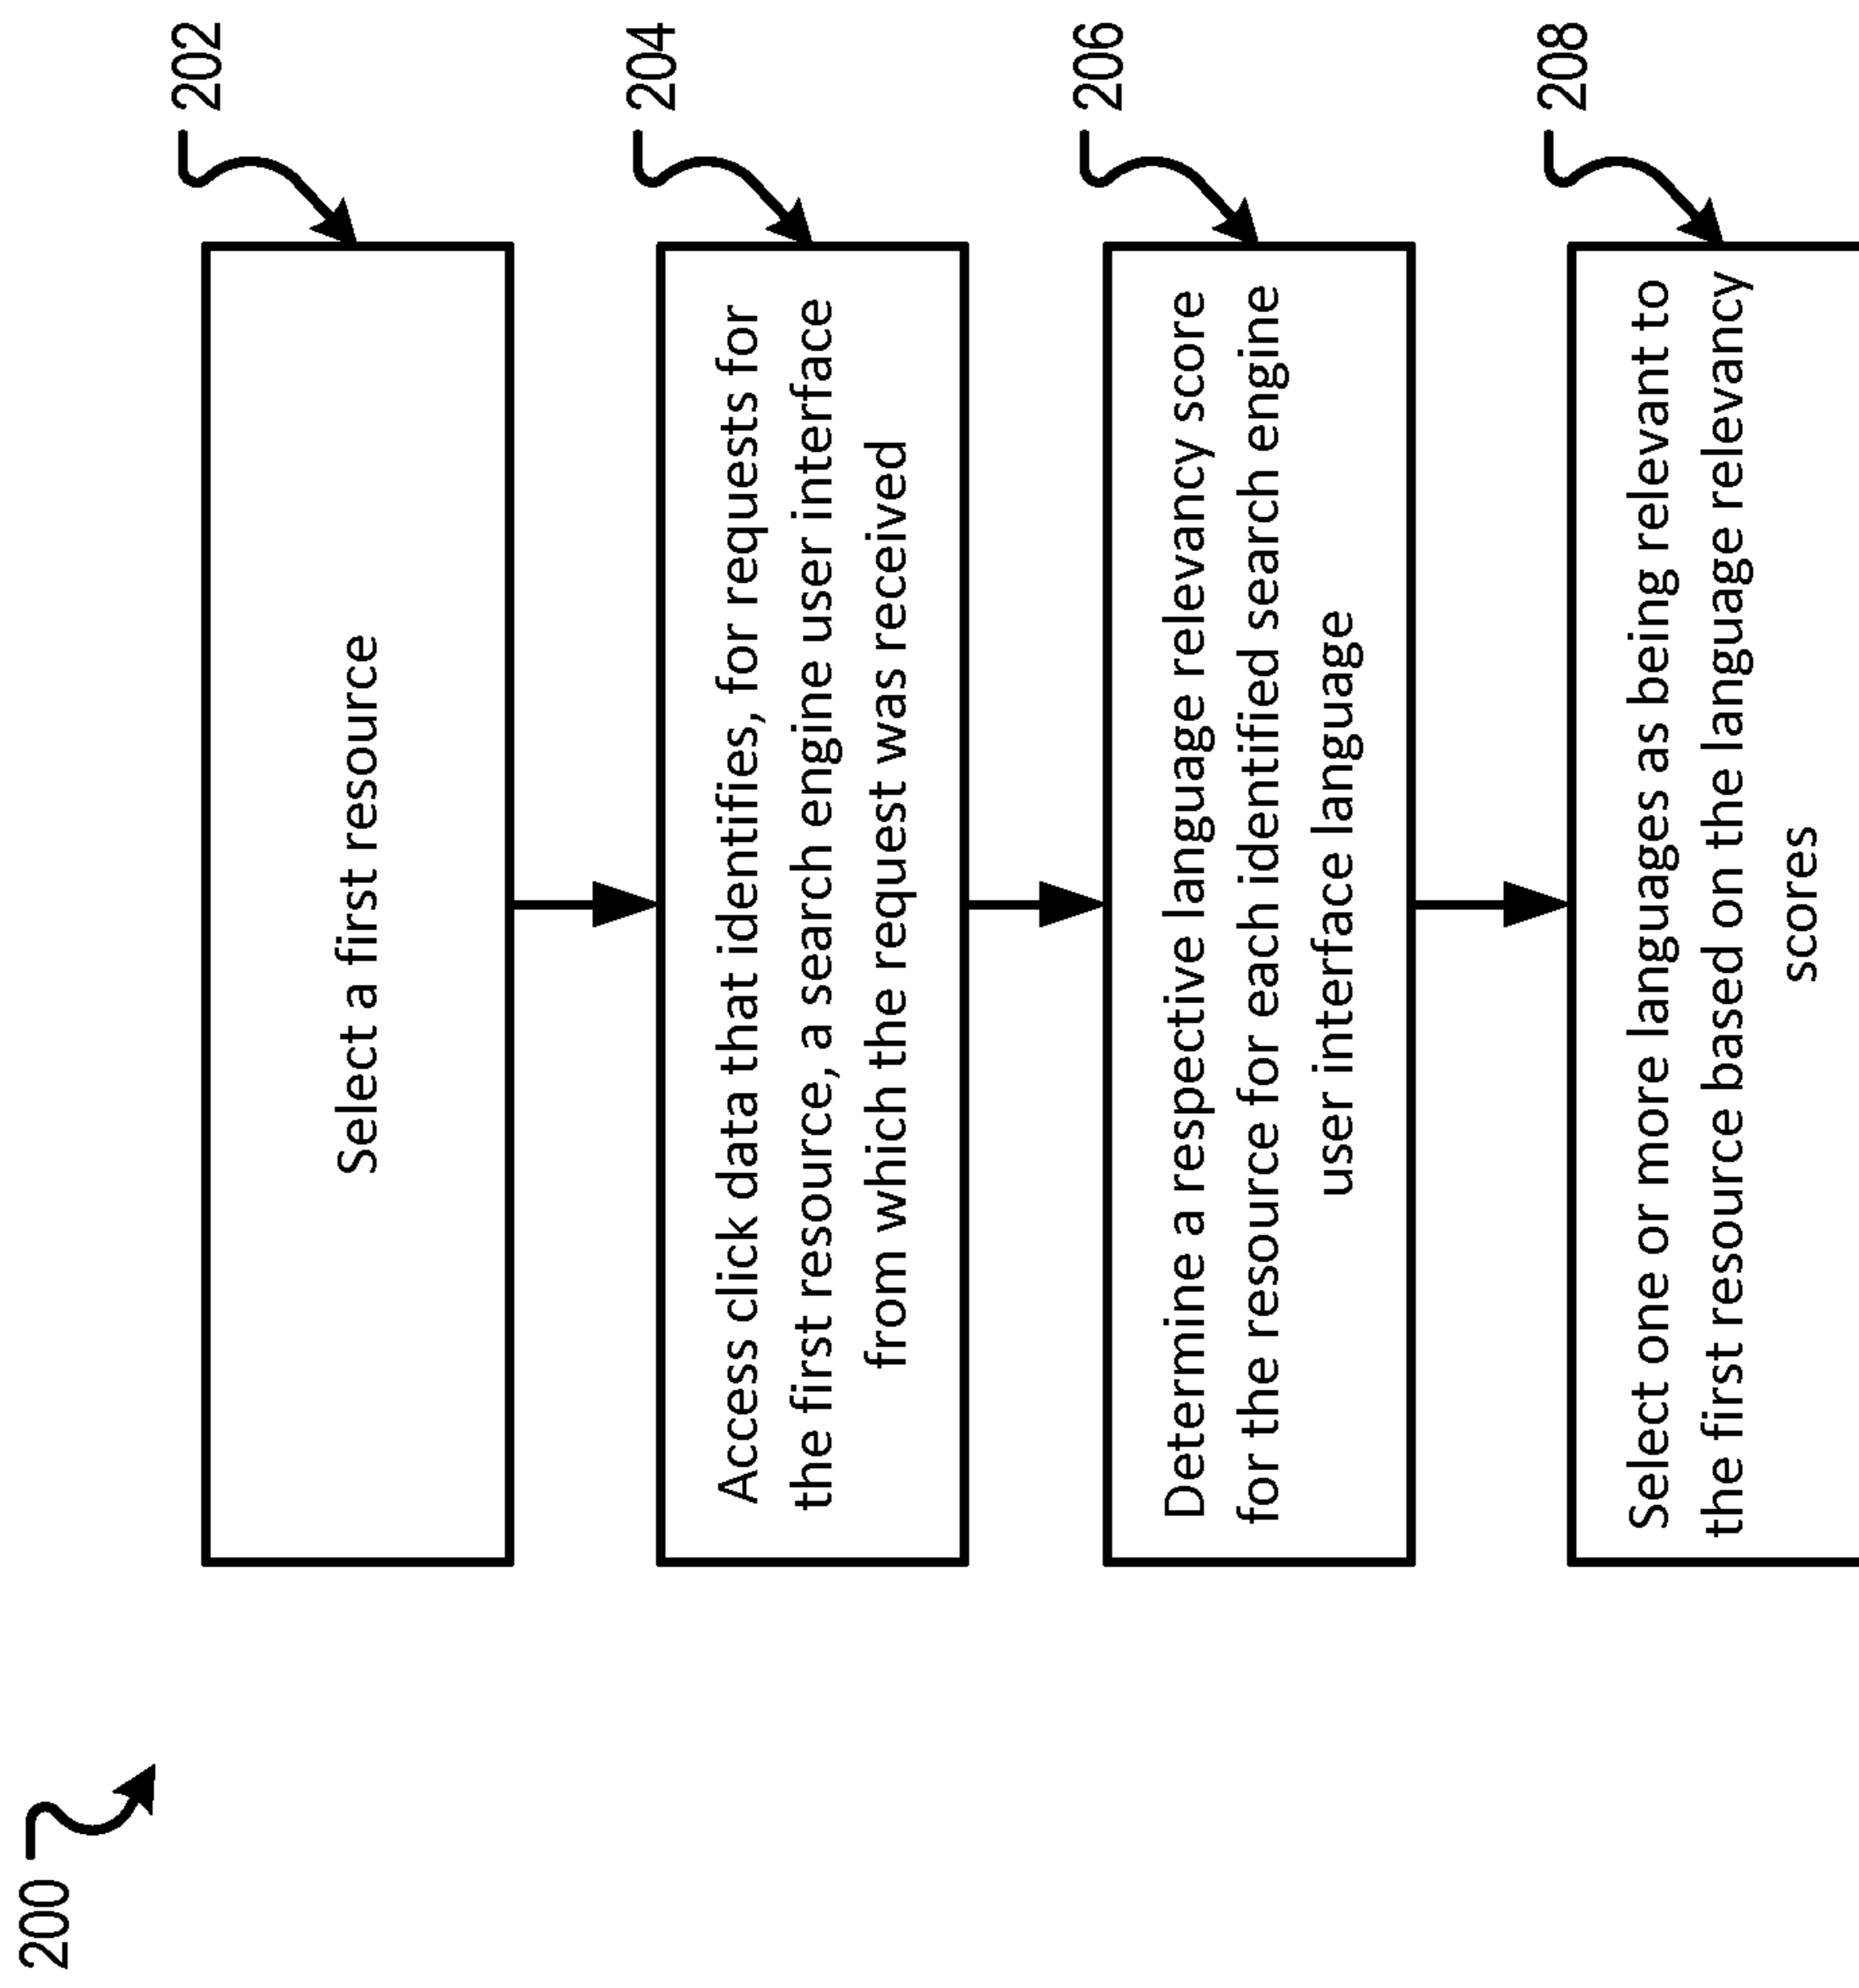 200
202
Select a first resource
204
Access click data that identifies, for requests for
the first resource, a search engine user interface
from which the request was received
206
Determine a respective language relevancy score
for the resource for each identified search engine
user interface language
208
Select one or more languages as being relevant to
the first resource based on the language relevancy
scores